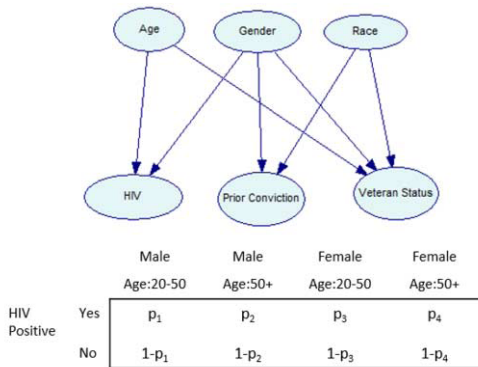 Age Gender Race
HIV Prior Conviction Veteran Status
Male Male Female Female
Age:20-50 Age:50+ Age:20-50 Age:50+
HIV Positive
Yes p₁ p₂ p₃ p₄
No 1-p₁ 1-p₂ 1-p₃ 1-p₄